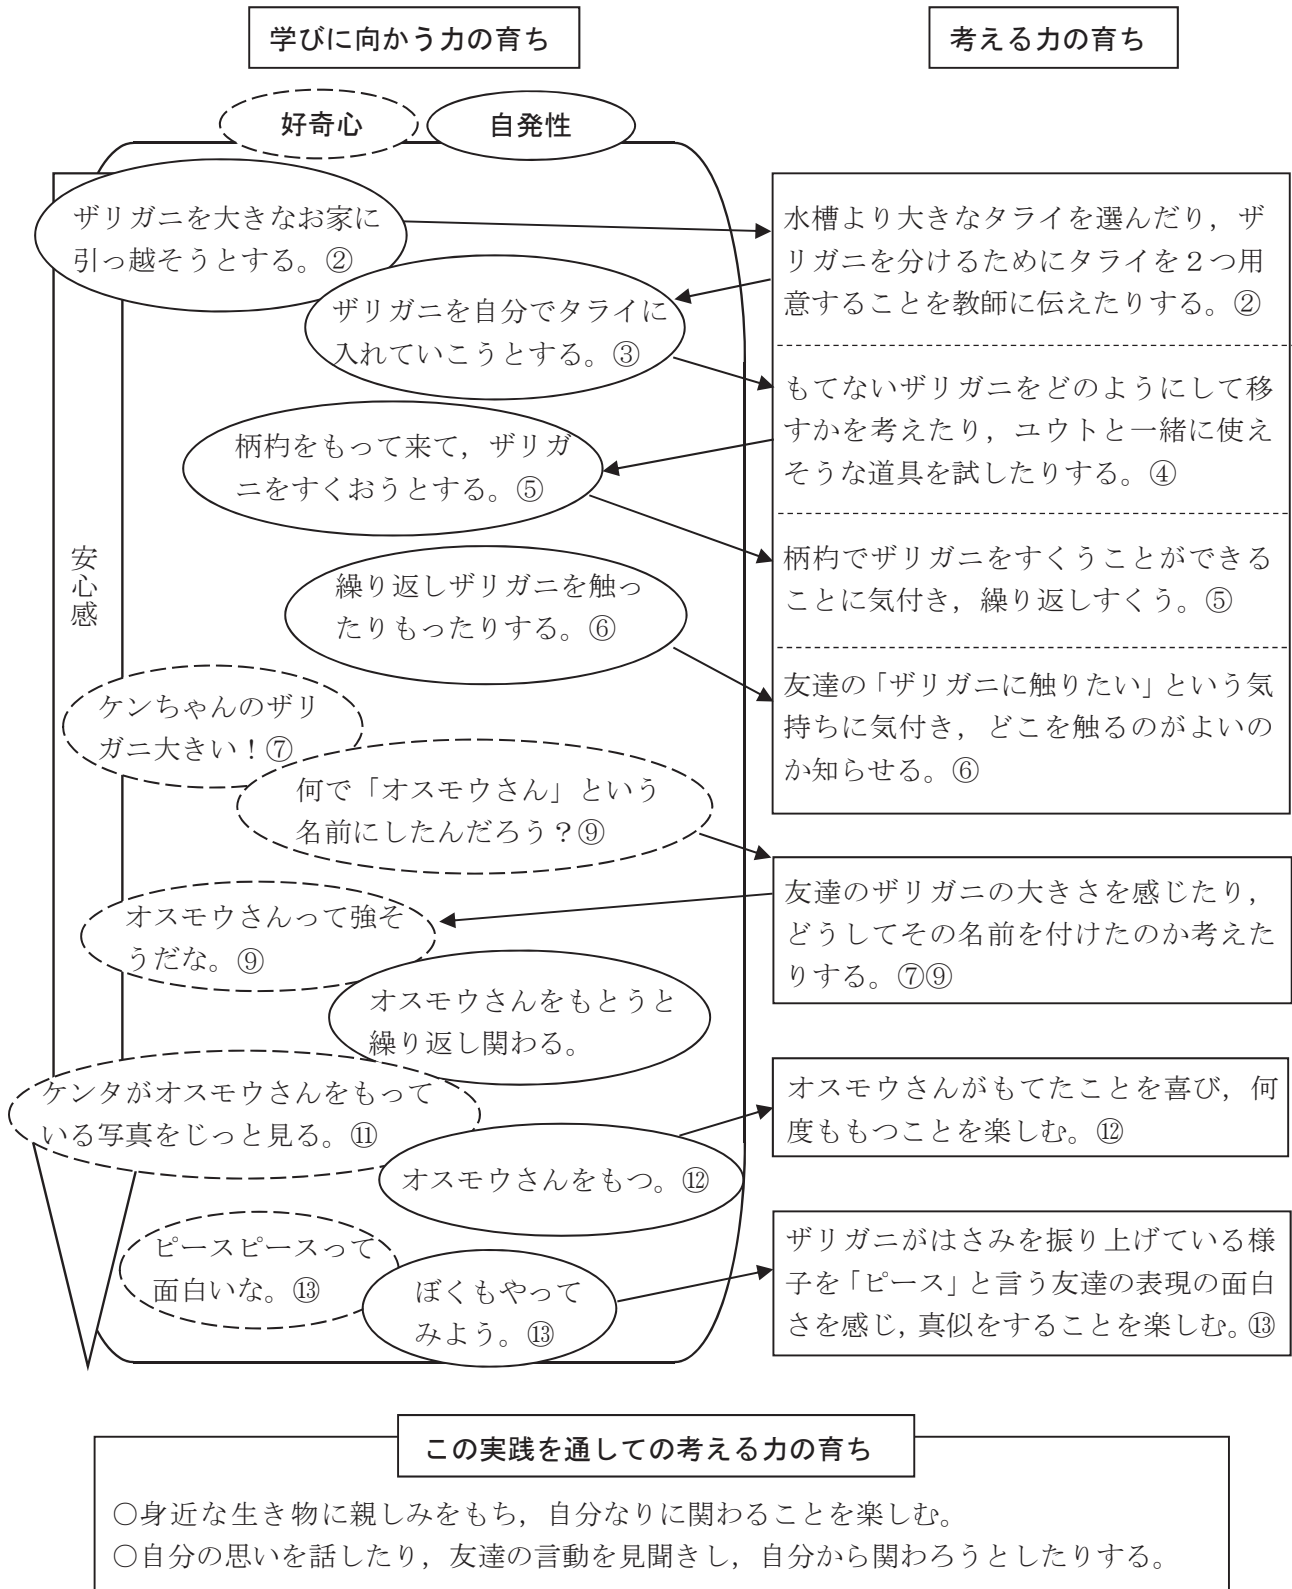 学びに向かう力の育ち
考える力の育ち
好奇心
自発性
安心感
ザリガニを大きなお家に
引っ越そうとする。②
水槽より大きなタライを選んだり，ザ
リガニを分けるためにタライを２つ用
意することを教師に伝えたりする。②
ザリガニを自分でタライに
入れていこうとする。③
もてないザリガニをどのようにして移
すかを考えたり，ユウトと一緒に使え
そうな道具を試したりする。④
柄杓をもって来て，ザリガ
ニをすくおうとする。⑤
柄杓でザリガニをすくうことができる
ことに気付き，繰り返しすくう。⑤
繰り返しザリガニを触っ
たりもったりする。⑥
友達の「ザリガニに触りたい」という気
持ちに気付き，どこを触るのがよいの
か知らせる。⑥
ケンちゃんのザリ
ガニ大きい！⑦
何で「オスモウさん」という
名前にしたんだろう？⑨
友達のザリガニの大きさを感じたり，
どうしてその名前を付けたのか考えた
りする。⑦⑨
オスモウさんって強そ
うだな。⑨
オスモウさんをもとうと
繰り返し関わる。
ケンタがオスモウさんをもって
いる写真をじっと見る。⑪
オスモウさんがもてたことを喜び，何
度ももつことを楽しむ。⑫
オスモウさんをもつ。⑫
ピースピースって
面白いな。⑬
ぼくもやって
みよう。⑬
ザリガニがはさみを振り上げている様
子を「ピース」と言う友達の表現の面白
さを感じ，真似をすることを楽しむ。⑬
この実践を通しての考える力の育ち
○身近な生き物に親しみをもち，自分なりに関わることを楽しむ。
○自分の思いを話したり，友達の言動を見聞きし，自分から関わろうとしたりする。